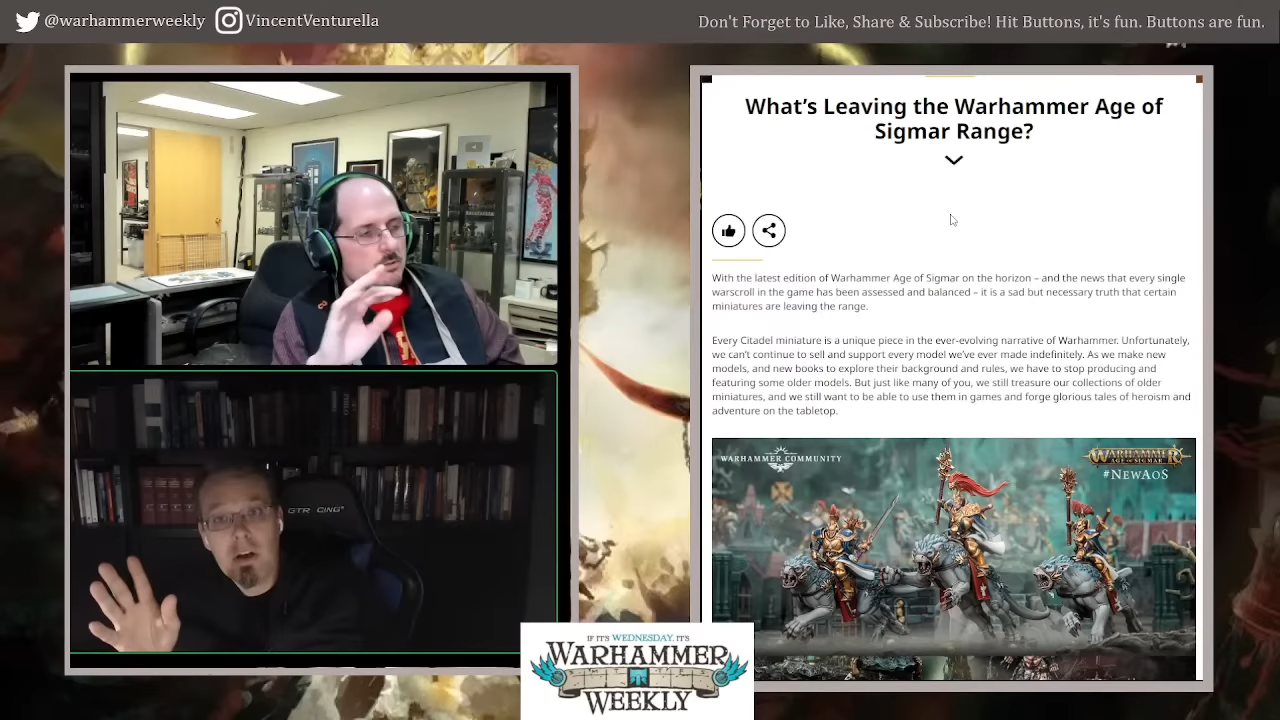 @warhammerweekly VincentVenturella
Don't Forget to Like, Share & Subscribe! Hit Buttons, it's fun. Buttons are fun.
What's Leaving the Warhammer Age of
Sigmar Range?
With the latest edition of Warhammer Age of Sigmar on the horizon – and the news that every single
warscroll in the game has been assessed and balanced – it is a sad but necessary truth that certain
miniatures are leaving the range.
Every Citadel miniature is a unique piece in the ever-evolving narrative of Warhammer. Unfortunately,
we can't continue to sell and support every model we've ever made indefinitely. As we make new
models, and new books to explore their background and rules, we have to stop producing and
featuring some older models. But just like many of you, we still treasure our collections of older
miniatures, and we still want to be able to use them in games and forge glorious tales of heroism and
adventure on the tabletop.
WARHAMMER COMMUNITY
WARHAMMER
AGE OF SIGMAR
#NEWAOS
GTR CING
IF IT'S WEDNESDAY, IT'S
WARHAMMER
WEEKLY